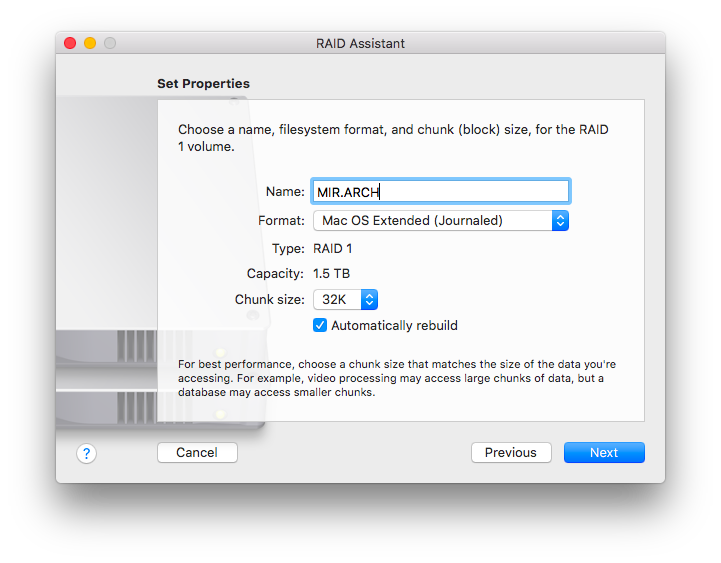 RAID Assistant
Set Properties
Choose a name, filesystem format, and chunk (block) size, for the RAID
1 volume.
Name: MIR.ARCH
Format: Mac OS Extended (Journaled)
Type: RAID 1
Capacity: 1.5 TB
Chunk size: 32K
Automatically rebuild
For best performance, choose a chunk size that matches the size of the data you're
accessing. For example, video processing may access large chunks of data, but a
database may access smaller chunks.
? Cancel Previous Next